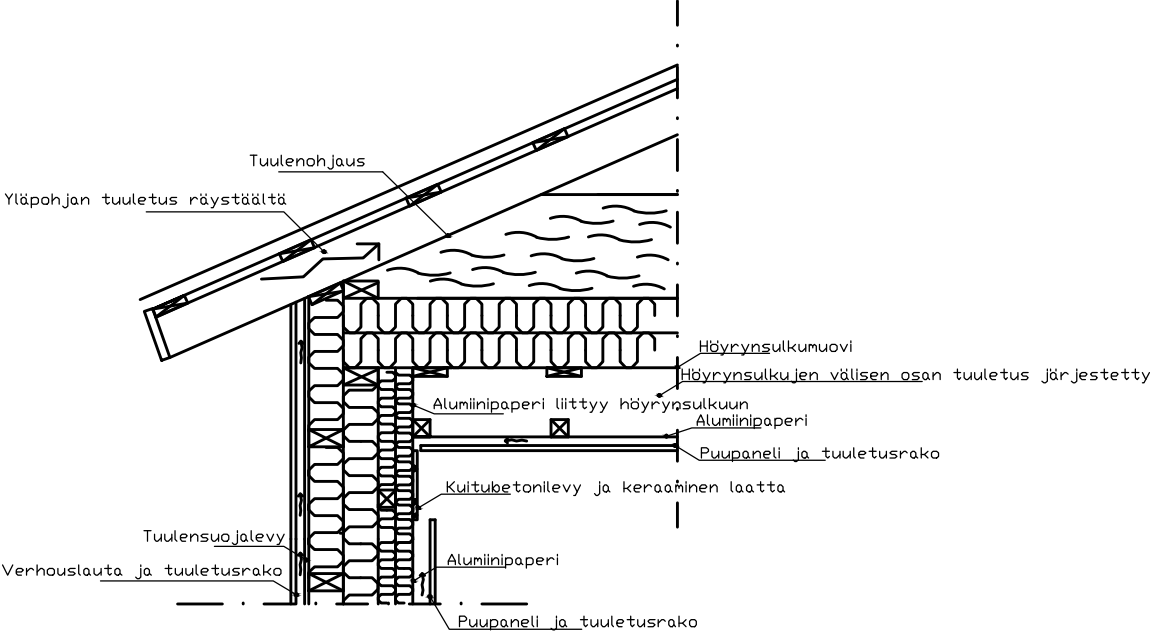 Tuulenohjaus
Yläpohjan tuuletus räystäältä
Höyrynsulkumuovi
Höyrynsulkujen välisen osan tuuletus järjestetty
Alumiinipaperi liittyy höyrynsulkuun
Alumiinipaperi
Puupaneli ja tuuletusrako
Kuitubetonilevy ja keraaminen laatta
Tuulensuojalevy
Alumiinipaperi
Verhouslauta ja tuuletusrako
Puupaneli ja tuuletusrako